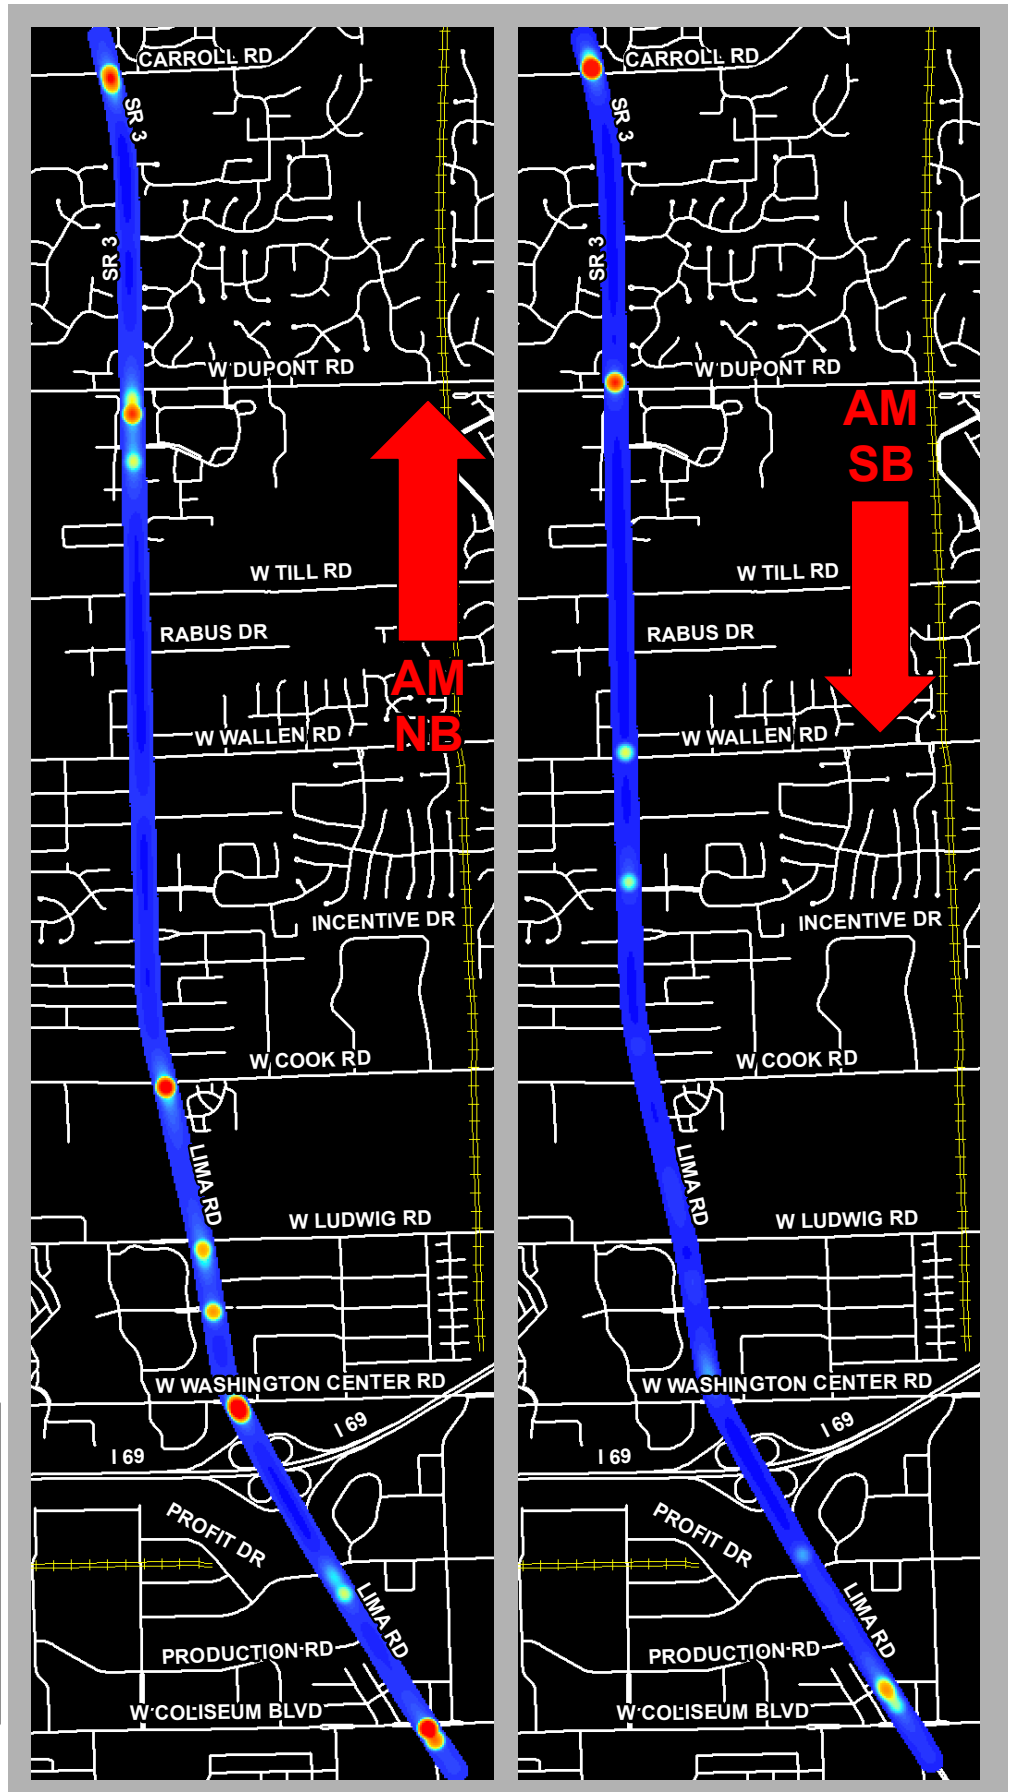 CARROLL RD
SR 3
SR 3
W DUPONT RD
W TILL RD
RABUS DR
AM
NB
W WALLEN RD
INCENTIVE DR
W COOK RD
LIMA RD
W LUDWIG RD
W WASHINGTON CENTER RD
I 69
I 69
PROFIT DR
LIMA RD
PRODUCTION RD
W COLISEUM BLVD
CARROLL RD
SR 3
SR 3
W DUPONT RD
AM
SB
W TILL RD
RABUS DR
W WALLEN RD
INCENTIVE DR
W COOK RD
LIMA RD
W LUDWIG RD
W WASHINGTON CENTER RD
I 69
I 69
PROFIT DR
LIMA RD
PRODUCTION RD
W COLISEUM BLVD